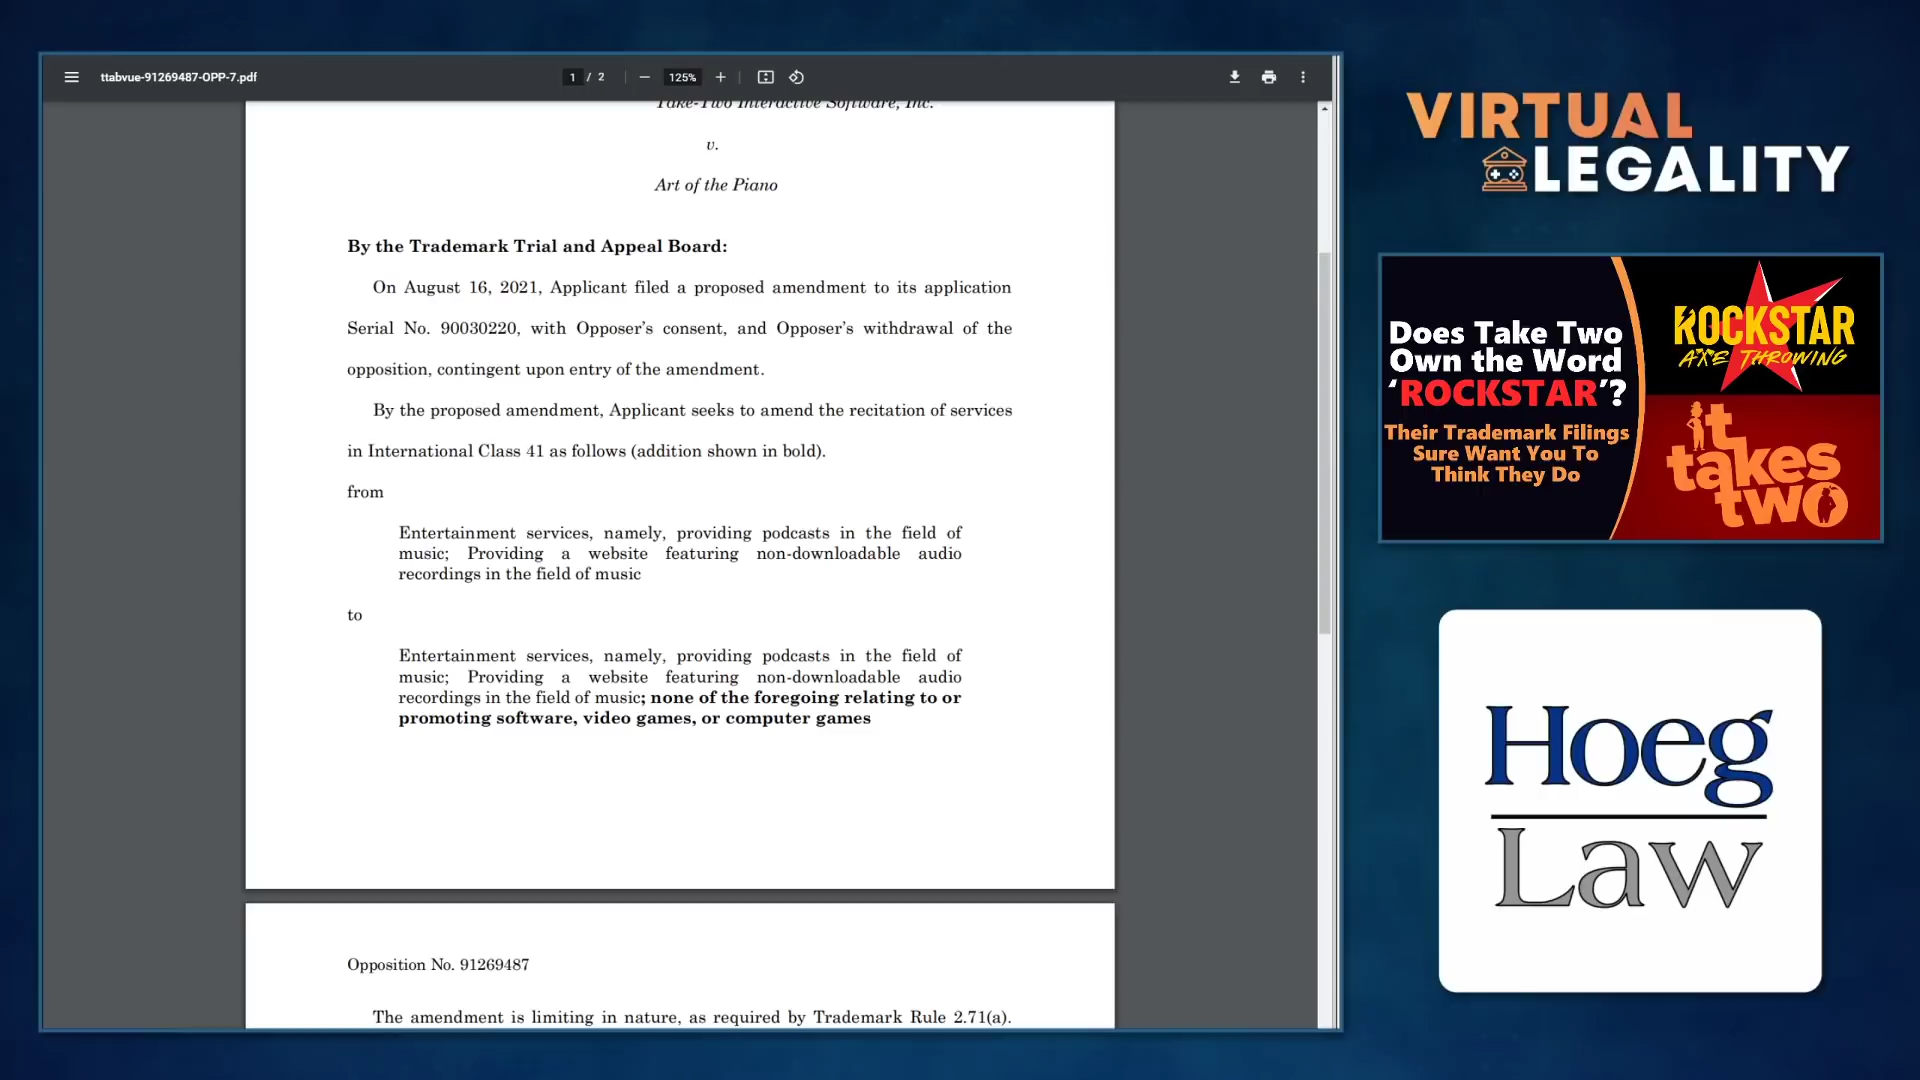 ttabvue-91269487-OPP-7.pdf
1 / 2
125%
Take-Two Interactive Software, Inc.
v.
Art of the Piano
By the Trademark Trial and Appeal Board:
On August 16, 2021, Applicant filed a proposed amendment to its application
Serial No. 90030220, with Opposer’s consent, and Opposer’s withdrawal of the
opposition, contingent upon entry of the amendment.
By the proposed amendment, Applicant seeks to amend the recitation of services
in International Class 41 as follows (addition shown in bold).
from
Entertainment services, namely, providing podcasts in the field of
music; Providing a website featuring non-downloadable audio
recordings in the field of music
to
Entertainment services, namely, providing podcasts in the field of
music; Providing a website featuring non-downloadable audio
recordings in the field of music; none of the foregoing relating to or
promoting software, video games, or computer games
Opposition No. 91269487
The amendment is limiting in nature, as required by Trademark Rule 2.71(a).
VIRTUAL
LEGALITY
Does Take Two
Own the Word
‘ROCKSTAR’?
Their Trademark Filings
Sure Want You To
Think They Do
ROCKSTAR
AXE THROWING
it
takes
two
Hoeg
Law